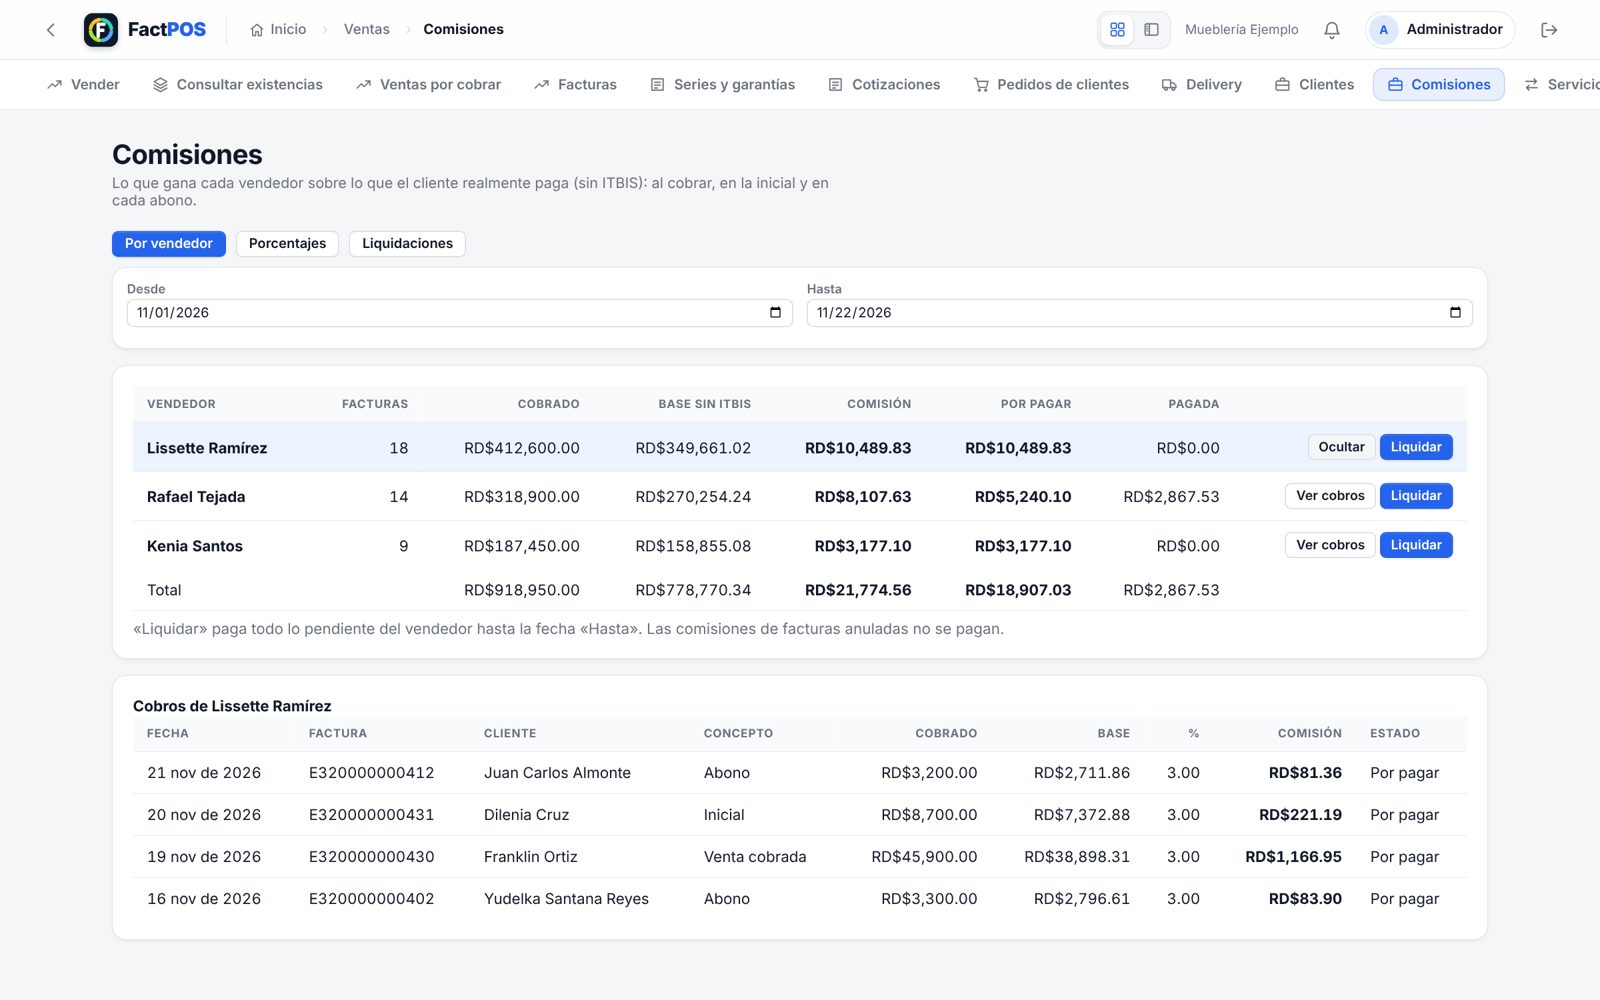 FactPOS
Inicio
Ventas
Comisiones
Mueblería Ejemplo
A
Administrador
Vender
Consultar existencias
Ventas por cobrar
Facturas
Series y garantías
Cotizaciones
Pedidos de clientes
Delivery
Clientes
Comisiones
Servicio
Comisiones
Lo que gana cada vendedor sobre lo que el cliente realmente paga (sin ITBIS): al cobrar, en la inicial y en
cada abono.
Por vendedor
Porcentajes
Liquidaciones
Desde
Hasta
11/01/2026
11/22/2026
VENDEDOR FACTURAS COBRADO BASE SIN ITBIS COMISIÓN POR PAGAR PAGADA
Lissette Ramírez 18 RD$412,600.00 RD$349,661.02 RD$10,489.83 RD$10,489.83 RD$0.00 Ocultar Liquidar
Rafael Tejada 14 RD$318,900.00 RD$270,254.24 RD$8,107.63 RD$5,240.10 RD$2,867.53 Ver cobros Liquidar
Kenia Santos 9 RD$187,450.00 RD$158,855.08 RD$3,177.10 RD$3,177.10 RD$0.00 Ver cobros Liquidar
Total RD$918,950.00 RD$778,770.34 RD$21,774.56 RD$18,907.03 RD$2,867.53
«Liquidar» paga todo lo pendiente del vendedor hasta la fecha «Hasta». Las comisiones de facturas anuladas no se pagan.
Cobros de Lissette Ramírez
FECHA FACTURA CLIENTE CONCEPTO COBRADO BASE % COMISIÓN ESTADO
21 nov de 2026 E320000000412 Juan Carlos Almonte Abono RD$3,200.00 RD$2,711.86 3.00 RD$81.36 Por pagar
20 nov de 2026 E320000000431 Dilenia Cruz Inicial RD$8,700.00 RD$7,372.88 3.00 RD$221.19 Por pagar
19 nov de 2026 E320000000430 Franklin Ortiz Venta cobrada RD$45,900.00 RD$38,898.31 3.00 RD$1,166.95 Por pagar
16 nov de 2026 E320000000402 Yudelka Santana Reyes Abono RD$3,300.00 RD$2,796.61 3.00 RD$83.90 Por pagar